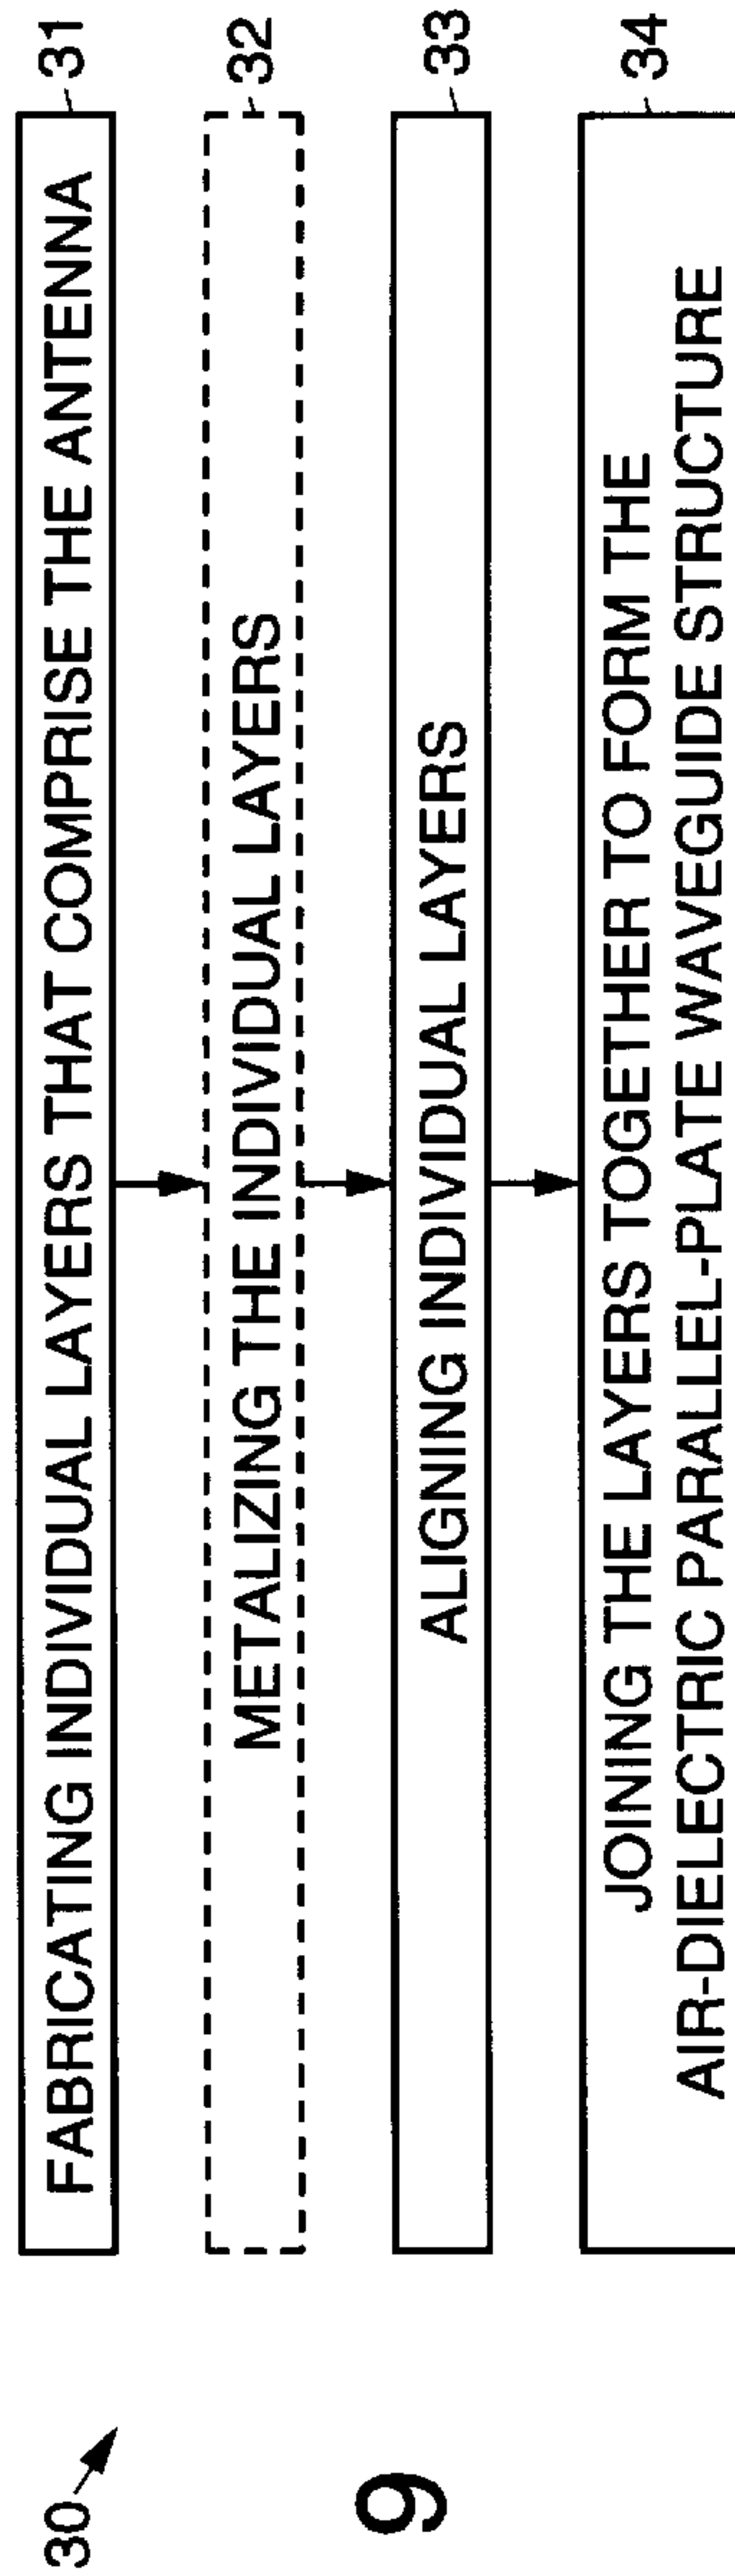 30
FABRICATING INDIVIDUAL LAYERS THAT COMPRISE THE ANTENNA
31
METALIZING THE INDIVIDUAL LAYERS
32
ALIGNING INDIVIDUAL LAYERS
33
JOINING THE LAYERS TOGETHER TO FORM THE
AIR-DIELECTRIC PARALLEL-PLATE WAVEGUIDE STRUCTURE
34
9